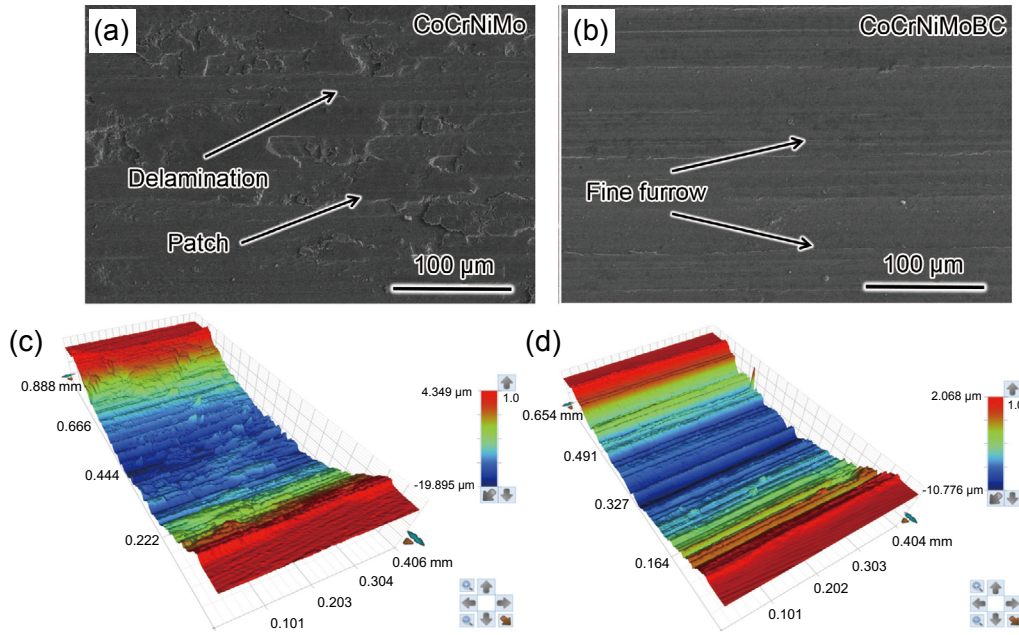 (a)
CoCrNiMo
Delamination
Patch
100 μm
(b)
CoCrNiMoBC
Fine furrow
100 μm
(c)
0.888 mm
0.666
0.444
0.222
0.101
0.203
0.304
0.406 mm
4.349 μm
1.0
-19.895 μm
(d)
0.654 mm
0.491
0.327
0.164
0.101
0.202
0.303
0.404 mm
2.068 μm
1.0
-10.776 μm